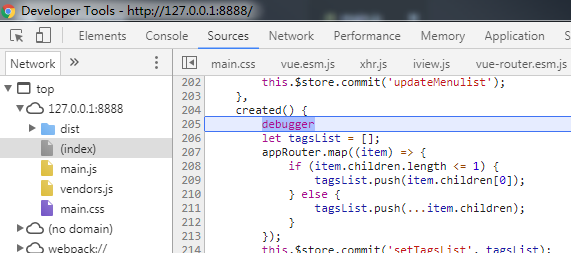 Developer Tools - http://127.0.0.1:8888/
Elements Console Sources Network Performance Memory
Network »
main.css vue.esm.js xhr.js iview.js vue-router.esm.js
top
127.0.0.1:8888
dist
(index)
main.js
vendors.js
main.css
(no domain)
webpack://
202 this.$store.commit('updateMenulist');
203 },
204 created() {
205 debugger
206 let tagsList = [];
207 appRouter.map((item) => {
208 if (item.children.length <= 1) {
209 tagsList.push(item.children[0]);
210 } else {
211 tagsList.push(...item.children);
212 }
213 });
214 this.$store.commit('setTagsList', tagsList);